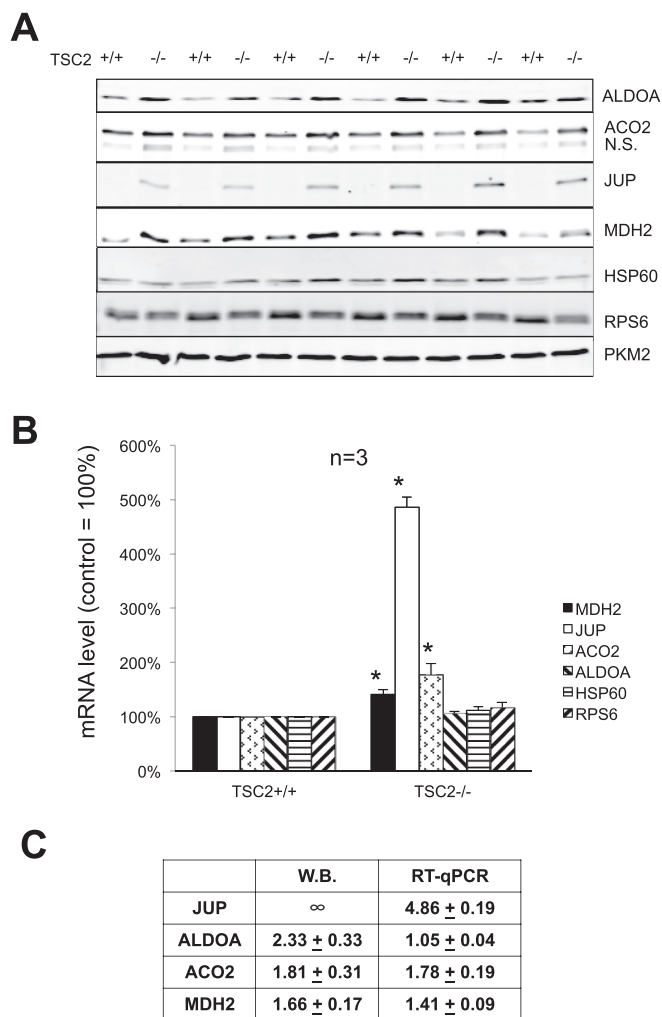 A
TSC2 +/+ -/- +/+ -/- +/+ -/- +/+ -/- +/+ -/- +/+ -/-
ALDOA
ACO2
N.S.
JUP
MDH2
HSP60
RPS6
PKM2
B
mRNA level (control = 100%)
600%
500%
400%
300%
200%
100%
0%
n=3
*
*
*
TSC2+/+ TSC2-/-
MDH2
JUP
ACO2
ALDOA
HSP60
RPS6
C
W.B. RT-qPCR
JUP ∞ 4.86 ± 0.19
ALDOA 2.33 ± 0.33 1.05 ± 0.04
ACO2 1.81 ± 0.31 1.78 ± 0.19
MDH2 1.66 ± 0.17 1.41 ± 0.09